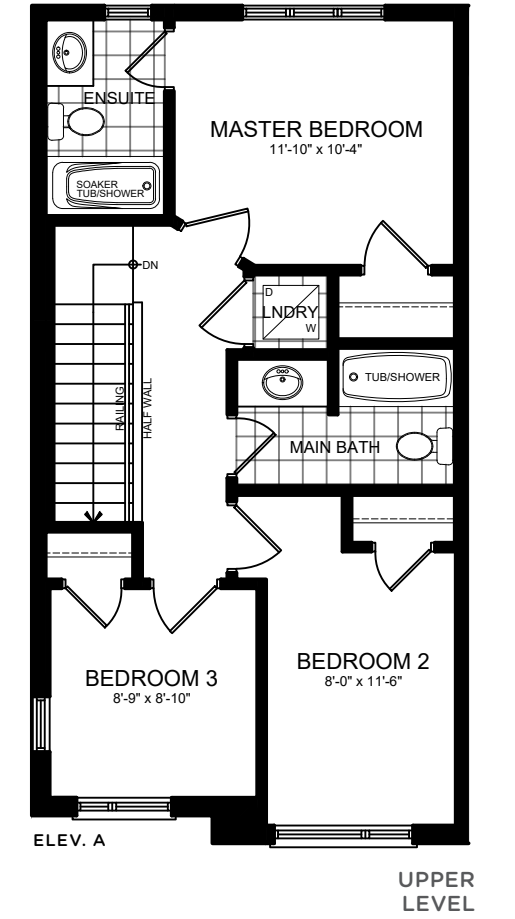 ENSUITE
MASTER BEDROOM
11'-10" x 10'-4"
SOAKER
TUB/SHOWER
DN
D
LNDRY
W
RAILING
HALF WALL
TUB/SHOWER
MAIN BATH
BEDROOM 3
8'-9" x 8'-10"
BEDROOM 2
8'-0" x 11'-6"
ELEV. A
UPPER
LEVEL